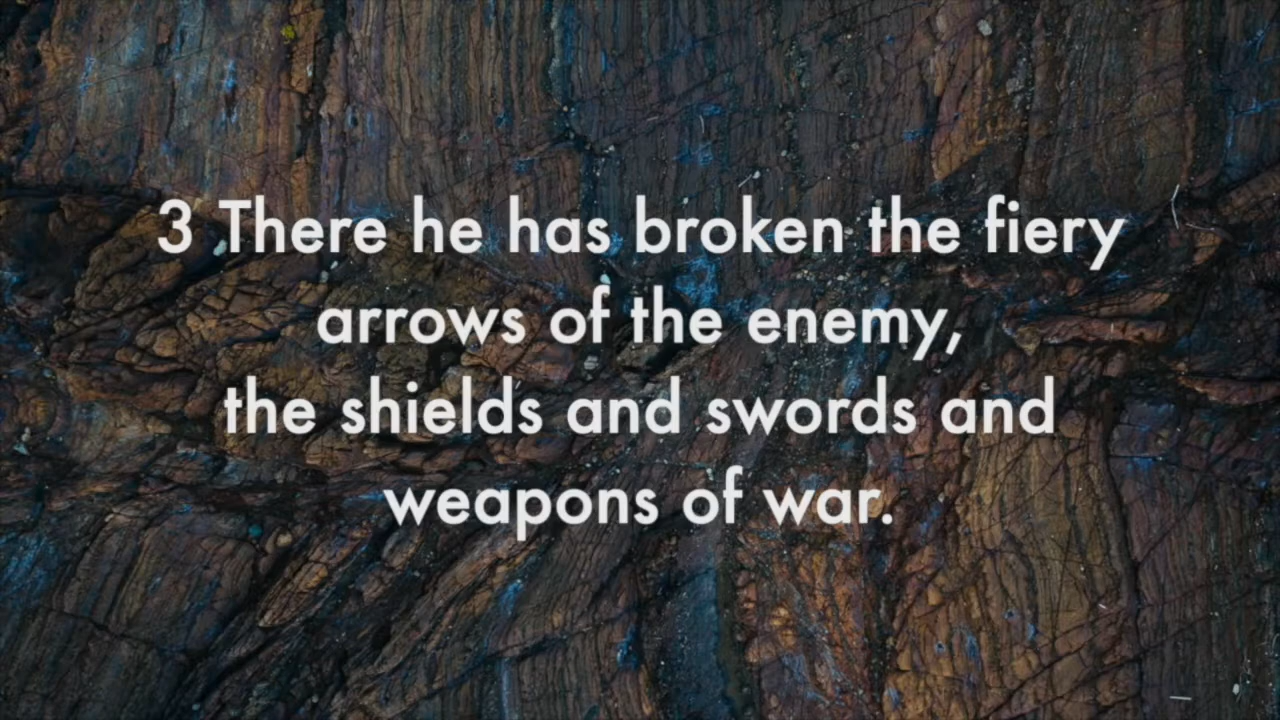 3 There he has broken the fiery
arrows of the enemy,
the shields and swords and
weapons of war.